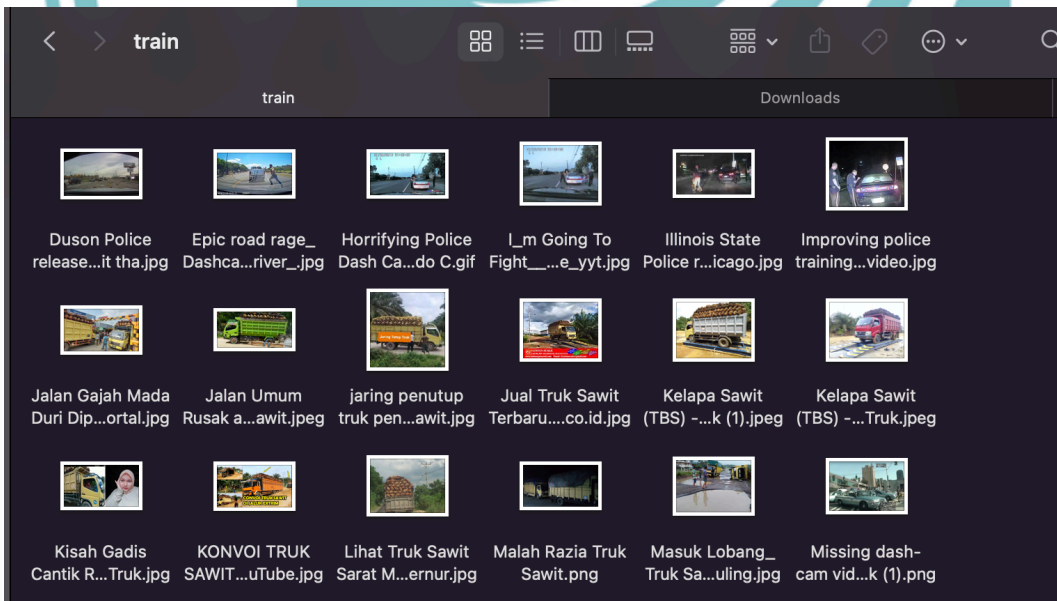 train
train
Downloads
Duson Police
release...it tha.jpg
Epic road rage_
Dashca...river_.jpg
Horrifying Police
Dash Ca...do C.gif
I_m Going To
Fight__...e_yyt.jpg
Illinois State
Police r...icago.jpg
Improving police
training...video.jpg
Jalan Gajah Mada
Duri Dip...ortal.jpg
Jalan Umum
Rusak a...awit.jpeg
jaring penutup
truk pen...awit.jpg
Jual Truk Sawit
Terbaru....co.id.jpg
Kelapa Sawit
(TBS) -...k (1).jpeg
Kelapa Sawit
(TBS) -...Truk.jpeg
Kisah Gadis
Cantik R...Truk.jpg
KONVOI TRUK
SAWIT...uTube.jpg
Lihat Truk Sawit
Sarat M...ernur.jpg
Malah Razia Truk
Sawit.png
Masuk Lobang_
Truk Sa...uling.jpg
Missing dash-
cam vid...k (1).png